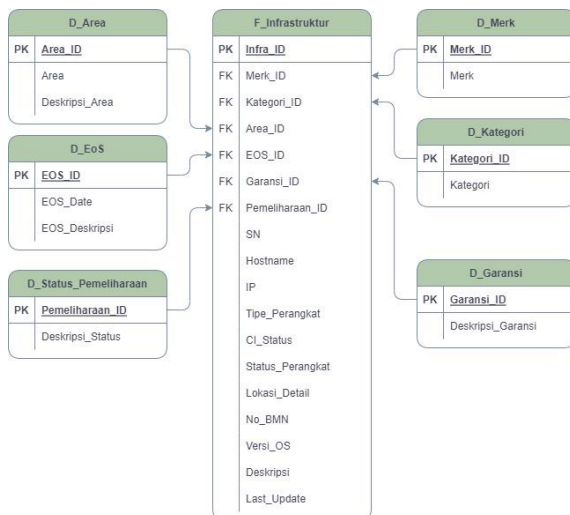 D_Area
PK Area_ID
Area
Deskripsi_Area
D_EoS
PK EOS_ID
EOS_Date
EOS_Deskripsi
D_Status_Pemeliharaan
PK Pemeliharaan_ID
Deskripsi_Status
F_Infrastruktur
PK Infra_ID
FK Merk_ID
FK Kategori_ID
FK Area_ID
FK EOS_ID
FK Garansi_ID
FK Pemeliharaan_ID
SN
Hostname
IP
Tipe_Perangkat
CI_Status
Status_Perangkat
Lokasi_Detail
No_BMN
Versi_OS
Deskripsi
Last_Update
D_Merk
PK Merk_ID
Merk
D_Kategori
PK Kategori_ID
Kategori
D_Garansi
PK Garansi_ID
Deskripsi_Garansi